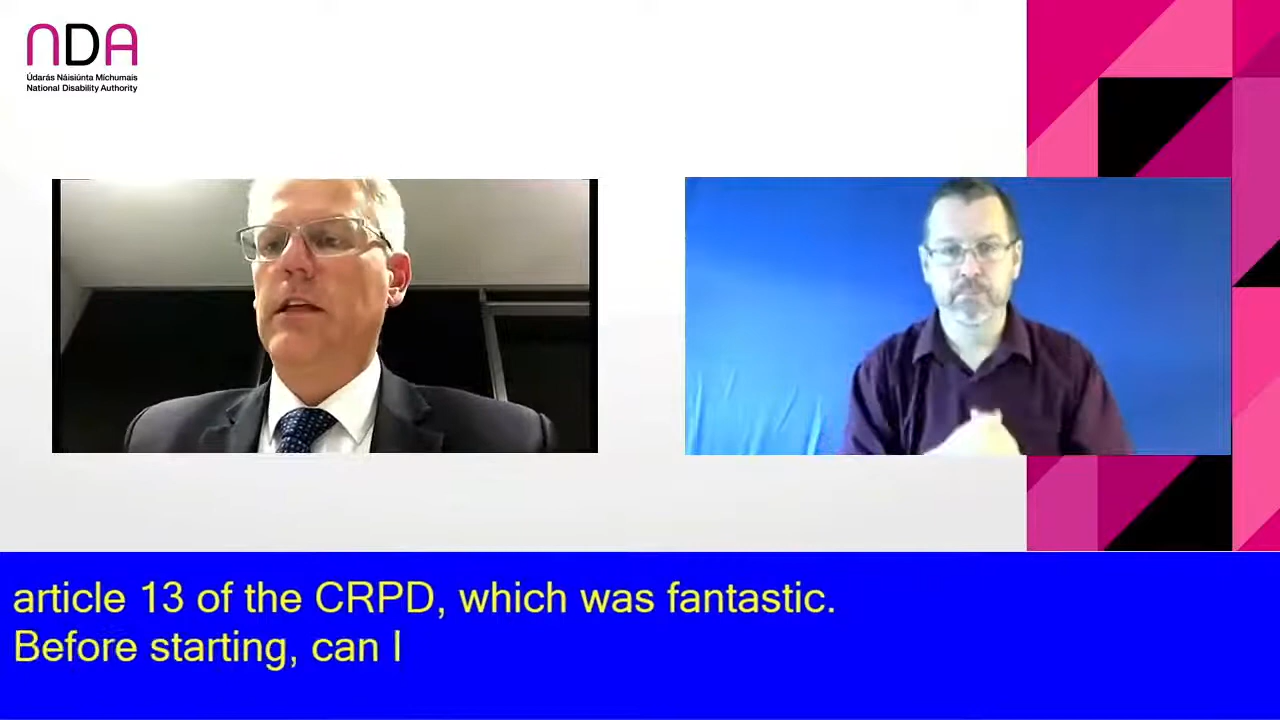 NDA
Údarás Náisiúnta Míchumais
National Disability Authority
article 13 of the CRPD, which was fantastic.
Before starting, can I